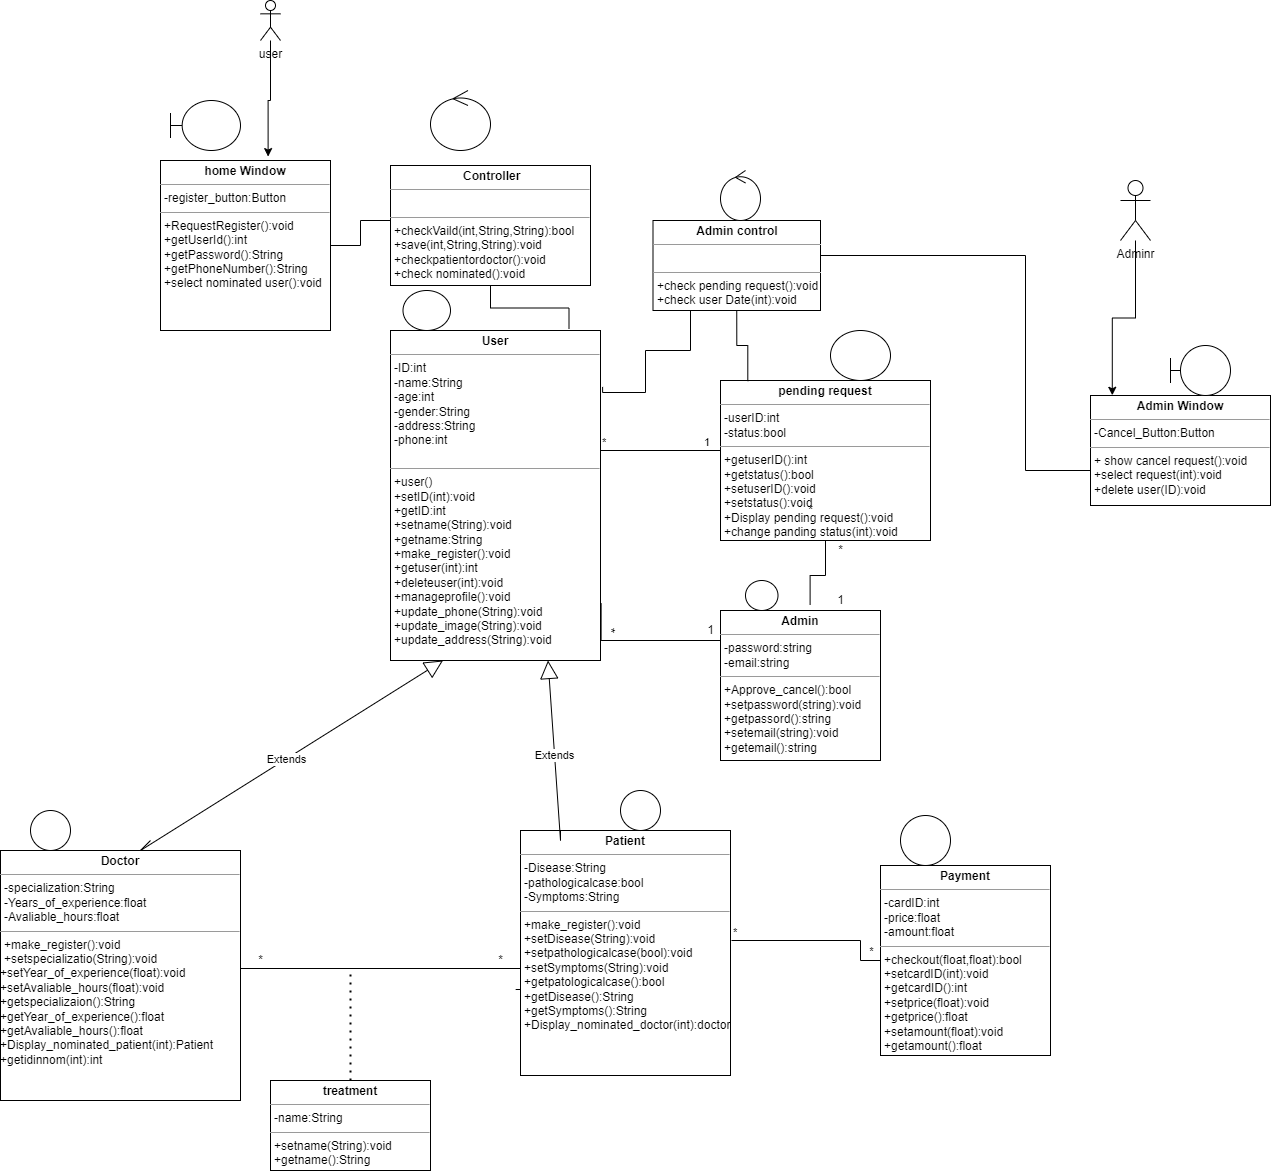 user
home Window
-register_button:Button
+RequestRegister():void
+getUserId():int
+getPassword():String
+getPhoneNumber():String
+select nominated user():void
Controller
+checkVaild(int,String,String):bool
+save(int,String,String):void
+checkpatientordoctor():void
+check nominated():void
Admin control
+check pending request():void
+check user Date(int):void
Adminr
Admin Window
-Cancel_Button:Button
+ show cancel request():void
+select request(int):void
+delete user(ID):void
User
-ID:int
-name:String
-age:int
-gender:String
-address:String
-phone:int
+user()
+setID(int):void
+getID:int
+setname(String):void
+getname:String
+make_register():void
+getuser(int):int
+deleteuser(int):void
+manageprofile():void
+update_phone(String):void
+update_image(String):void
+update_address(String):void
* 1
pending request
-userID:int
-status:bool
+getuserID():int
+getstatus():bool
+setuserID():void
+setstatus():void
+Display pending request():void
+change panding status(int):void
*
1
* 1
Admin
-password:string
-email:string
+Approve_cancel():bool
+setpassword(string):void
+getpassord():string
+setemail(string):void
+getemail():string
Extends
Extends
Doctor
-specialization:String
-Years_of_experience:float
-Avaliable_hours:float
+make_register():void
+setspecializatio(String):void
+setYear_of_experience(float):void
+setAvaliable_hours(float):void
+getspecializaion():String
+getYear_of_experience():float
+getAvaliable_hours():float
+Display_nominated_patient(int):Patient
+getidinnom(int):int
* *
Patient
-Disease:String
-pathologicalcase:bool
-Symptoms:String
+make_register():void
+setDisease(String):void
+setpathologicalcase(bool):void
+setSymptoms(String):void
+getpatologicalcase():bool
+getDisease():String
+getSymptoms():String
+Display_nominated_doctor(int):doctor
* *
Payment
-cardID:int
-price:float
-amount:float
+checkout(float,float):bool
+setcardID(int):void
+getcardID():int
+setprice(float):void
+getprice():float
+setamount(float):void
+getamount():float
treatment
-name:String
+setname(String):void
+getname():String